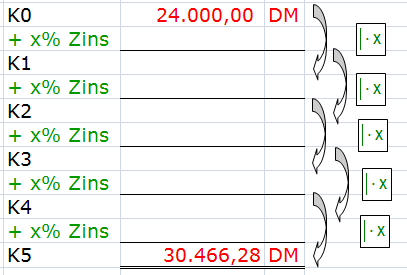 K0 24.000,00 DM
+ x% Zins |· x
K1
+ x% Zins |· x
K2
+ x% Zins |· x
K3
+ x% Zins |· x
K4
+ x% Zins |· x
K5 30.466,28 DM